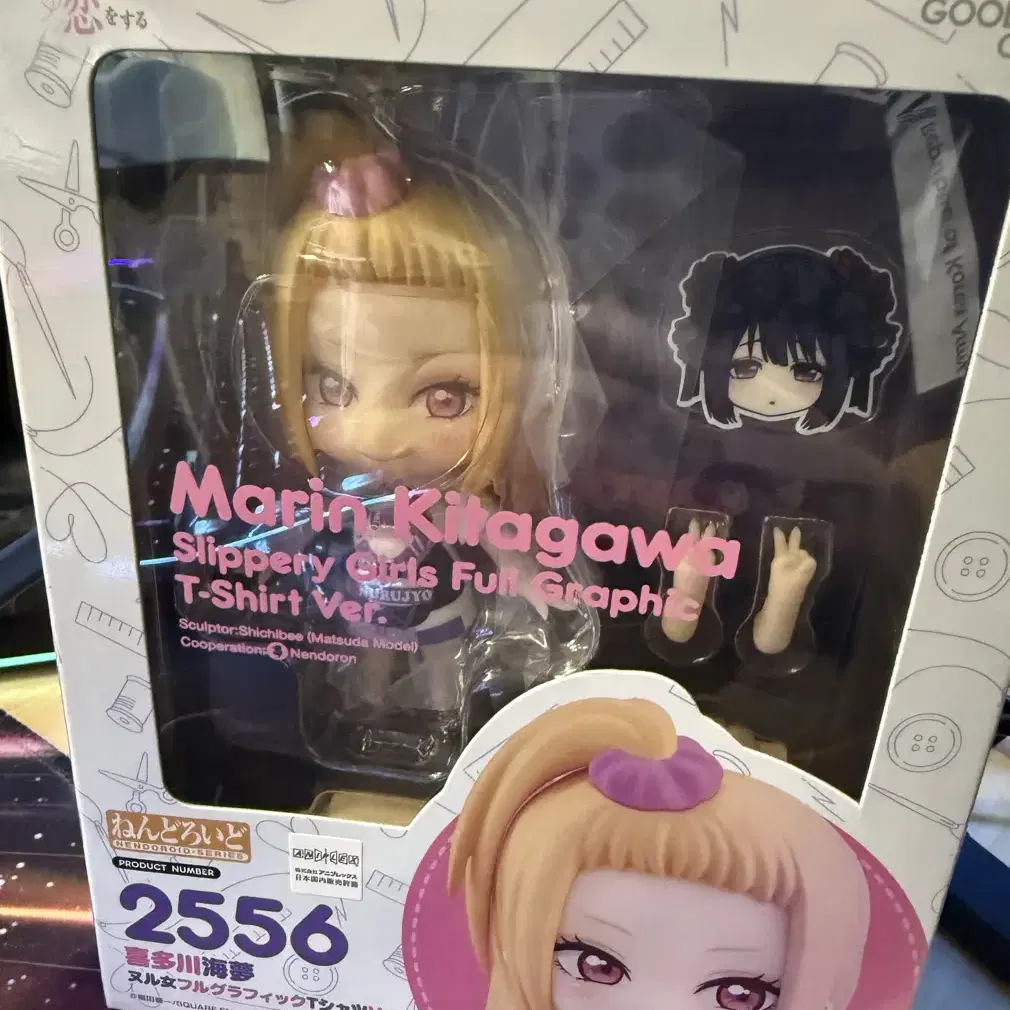 恋をする
GOOD
Marin Kitagawa
Slippery Girls Full Graphic
T-Shirt Ver.
NURUJYO
Sculptor:Shichibee (Matsuda Model)
Cooperation: Nendoron
ねんどろいど
NENDOROID-SERIES
PRODUCT NUMBER
ANIPLEX
株式会社アニプレックス
日本国内販売許諾
2556
喜多川海夢
ヌル女フルグラフィックTシャツV